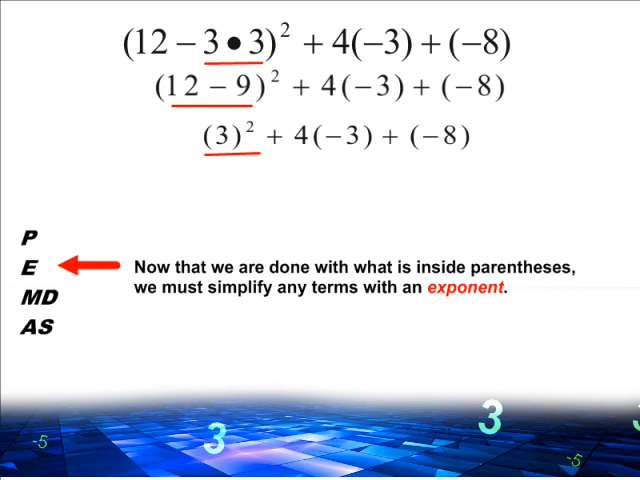 (12 − 3 • 3)² + 4(−3) + (−8)
(12 − 9)² + 4(−3) + (−8)
(3)² + 4(−3) + (−8)
P
E
MD
AS
Now that we are done with what is inside parentheses,
we must simplify any terms with an exponent.
-5
3
3
-5